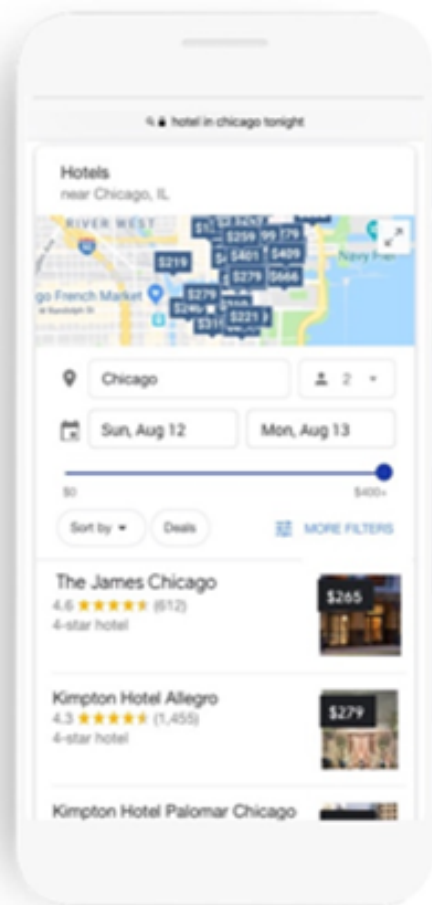 hotel in chicago tonight
Hotels
near Chicago, IL
RIVER WEST
$259
$401
$409
$219
$279
$666
Navy Pier
go French Market
$279
$221
Chicago
2
Sun, Aug 12
Mon, Aug 13
$0
$400+
Sort by
Deals
MORE FILTERS
The James Chicago
$265
4.6 (612)
4-star hotel
Kimpton Hotel Allegro
$279
4.3 (1,455)
4-star hotel
Kimpton Hotel Palomar Chicago